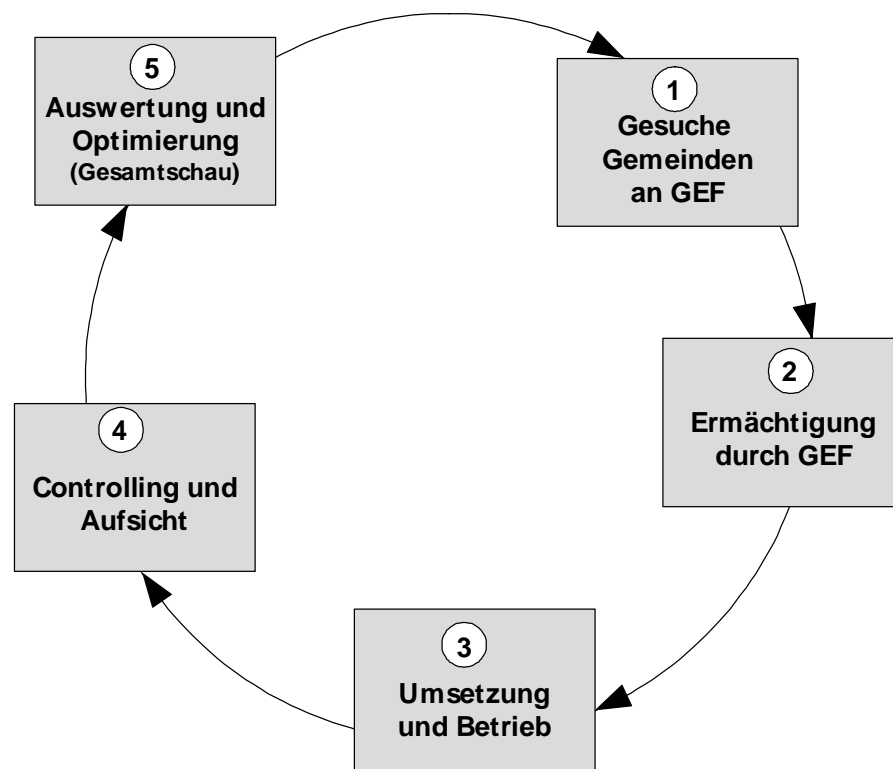 1
Gesuche
Gemeinden
an GEF
2
Ermächtigung
durch GEF
3
Umsetzung
und Betrieb
4
Controlling und
Aufsicht
5
Auswertung und
Optimierung
(Gesamtschau)